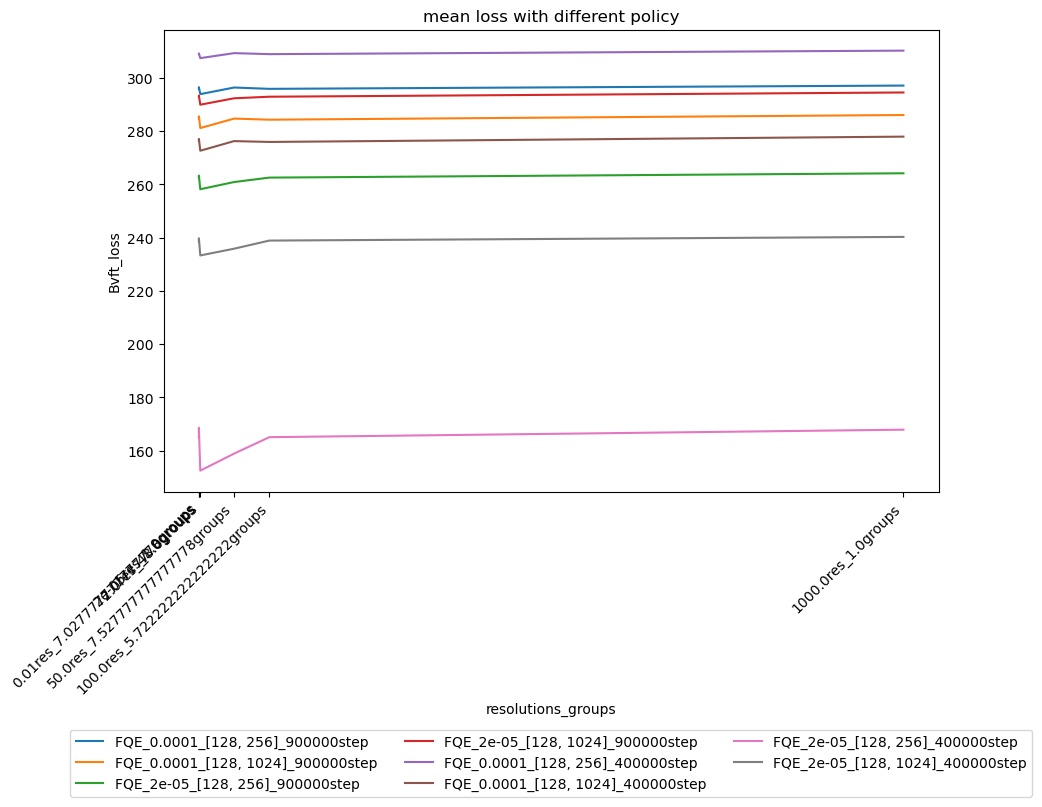 mean loss with different policy
Bvft_loss
300
280
260
240
220
200
180
160
50.0res_7.527777777777778groups
100.0res_5.722222222222222groups
1000.0res_1.0groups
resolutions_groups
FQE_0.0001_[128, 256]_900000step
FQE_0.0001_[128, 1024]_900000step
FQE_2e-05_[128, 256]_900000step
FQE_2e-05_[128, 1024]_900000step
FQE_0.0001_[128, 256]_400000step
FQE_0.0001_[128, 1024]_400000step
FQE_2e-05_[128, 256]_400000step
FQE_2e-05_[128, 1024]_400000step